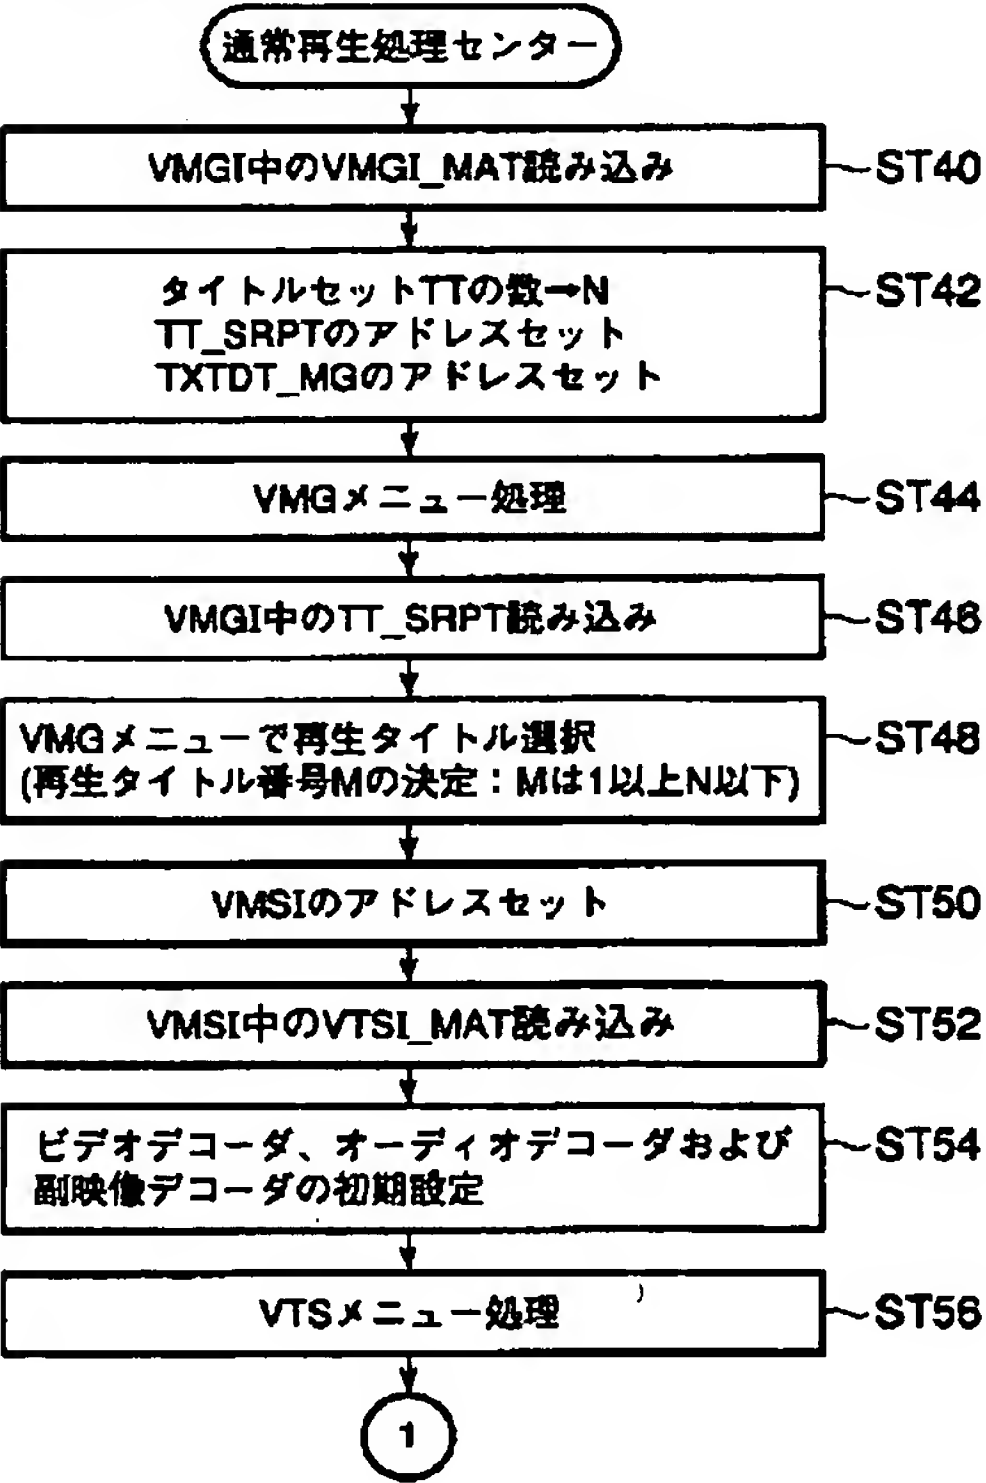 通常再生処理センター
VMGI中のVMGI_MAT読み込み
ST40
タイトルセットTTの数→N
TT_SRPTのアドレスセット
TXTDT_MGのアドレスセット
ST42
VMGメニュー処理
ST44
VMGI中のTT_SRPT読み込み
ST46
VMGメニューで再生タイトル選択
(再生タイトル番号Mの決定：Mは1以上N以下)
ST48
VMSIのアドレスセット
ST50
VMSI中のVTSI_MAT読み込み
ST52
ビデオデコーダ、オーディオデコーダおよび
副映像デコーダの初期設定
ST54
VTSメニュー処理
ST56
1